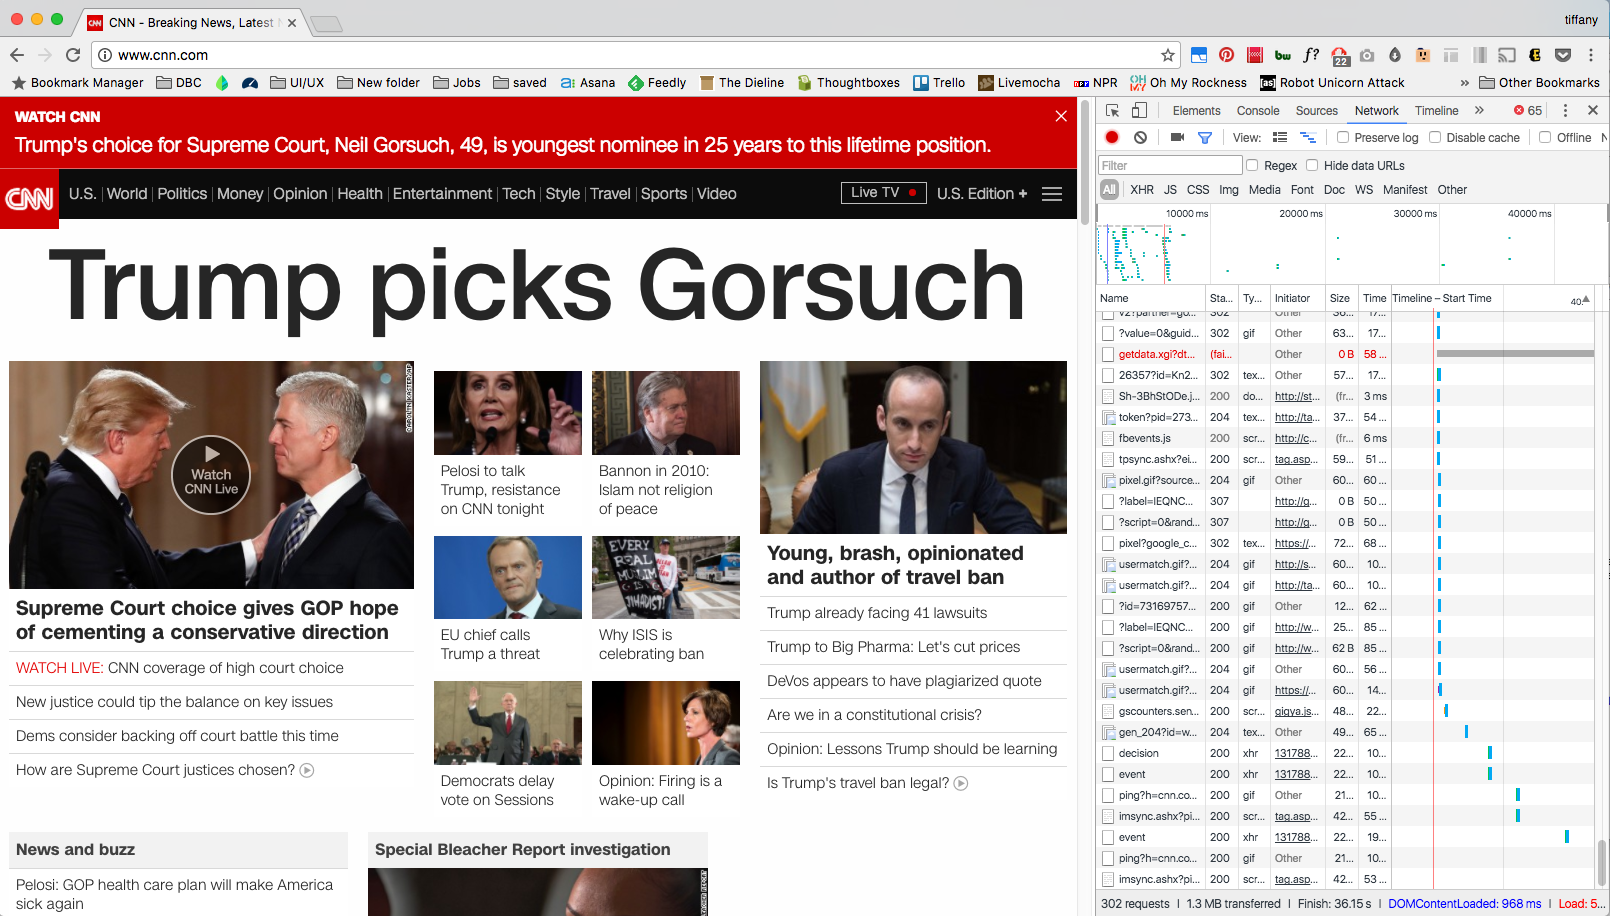 CNN - Breaking News, Latest
tiffany
www.cnn.com
22
Bookmark Manager DBC UI/UX New folder Jobs saved Asana Feedly The Dieline Thoughtboxes Trello Livemocha NPR Oh My Rockness Robot Unicorn Attack » Other Bookmarks
WATCH CNN
Trump's choice for Supreme Court, Neil Gorsuch, 49, is youngest nominee in 25 years to this lifetime position.
CNN U.S. World Politics Money Opinion Health Entertainment Tech Style Travel Sports Video Live TV U.S. Edition +
Trump picks Gorsuch
Watch
CNN Live
Supreme Court choice gives GOP hope
of cementing a conservative direction
WATCH LIVE: CNN coverage of high court choice
New justice could tip the balance on key issues
Dems consider backing off court battle this time
How are Supreme Court justices chosen?
Pelosi to talk
Trump, resistance
on CNN tonight
Bannon in 2010:
Islam not religion
of peace
EVERY
REAL
MUSLIM
IS A
JIHADIST!
EU chief calls
Trump a threat
Why ISIS is
celebrating ban
Democrats delay
vote on Sessions
Opinion: Firing is a
wake-up call
Young, brash, opinionated
and author of travel ban
Trump already facing 41 lawsuits
Trump to Big Pharma: Let's cut prices
DeVos appears to have plagiarized quote
Are we in a constitutional crisis?
Opinion: Lessons Trump should be learning
Is Trump's travel ban legal?
News and buzz
Pelosi: GOP health care plan will make America
sick again
Special Bleacher Report investigation
Elements Console Sources Network Timeline » 65
View: Preserve log Disable cache Offline N
Filter Regex Hide data URLs
All XHR JS CSS Img Media Font Doc WS Manifest Other
10000 ms 20000 ms 30000 ms 40000 ms
Name Sta... Ty... Initiator Size Time Timeline – Start Time 40.
v2?partner=go... 302 Other 36... 17...
?value=0&guid... 302 gif Other 63... 17...
getdata.xgi?dt... (fai... Other 0 B 58 ...
26357?id=Kn2... 302 tex... Other 57... 17...
Sh-3BhStODe.j... 200 do... http://st... (fr... 3 ms
token?pid=273... 204 tex... http://ta... 37... 54 ...
fbevents.js 200 scr... http://c... (fr... 6 ms
tpsync.ashx?ei... 200 scr... tag.asp... 59... 51 ...
pixel.gif?source... 204 gif Other 60... 60 ...
?label=IEQNC... 307 http://g... 0 B 50 ...
?script=0&rand... 307 http://g... 0 B 50 ...
pixel?google_c... 302 tex... https://... 72... 68 ...
usermatch.gif?... 204 gif http://s... 60... 10...
usermatch.gif?... 204 gif http://ta... 60... 10...
?id=73169757... 200 gif Other 12... 62 ...
?label=IEQNC... 200 gif http://w... 25... 85 ...
?script=0&rand... 200 gif http://w... 62 B 85 ...
usermatch.gif?... 204 gif Other 60... 56 ...
usermatch.gif?... 204 gif https://... 60... 14...
gscounters.sen... 200 scr... gigya.js... 48... 22...
gen_204?id=w... 204 tex... Other 49... 65 ...
decision 200 xhr 131788... 22... 10...
event 200 xhr 131788... 22... 10...
ping?h=cnn.co... 200 gif Other 21... 10...
imsync.ashx?pi... 200 scr... tag.asp... 42... 55 ...
event 200 xhr 131788... 22... 19...
ping?h=cnn.co... 200 gif Other 21... 10...
imsync.ashx?pi... 200 scr... tag.asp... 42... 53 ...
302 requests | 1.3 MB transferred | Finish: 36.15 s | DOMContentLoaded: 968 ms | Load: 5...